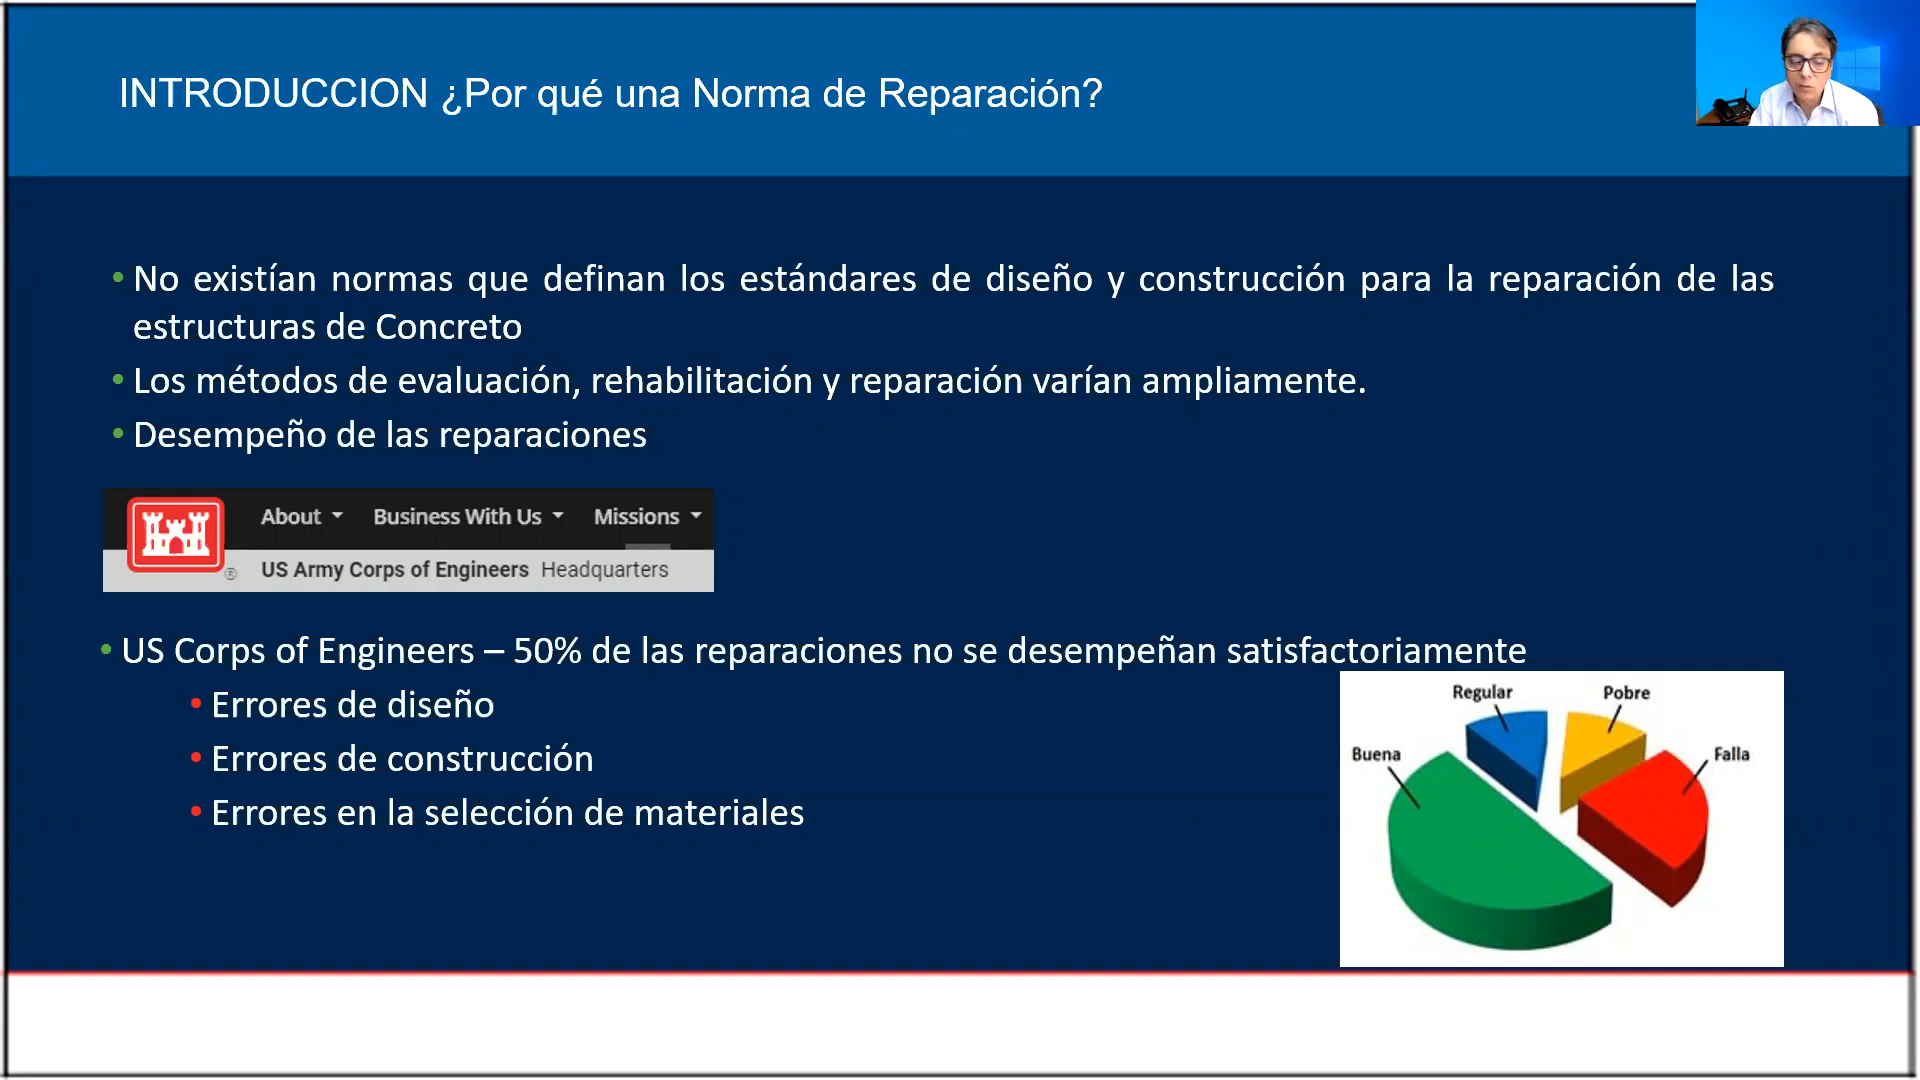 INTRODUCCION ¿Por qué una Norma de Reparación?
• No existían normas que definan los estándares de diseño y construcción para la reparación de las
estructuras de Concreto
• Los métodos de evaluación, rehabilitación y reparación varían ampliamente.
• Desempeño de las reparaciones
About Business With Us Missions
® US Army Corps of Engineers Headquarters
• US Corps of Engineers – 50% de las reparaciones no se desempeñan satisfactoriamente
• Errores de diseño
• Errores de construcción
• Errores en la selección de materiales
Regular Pobre
Buena Falla